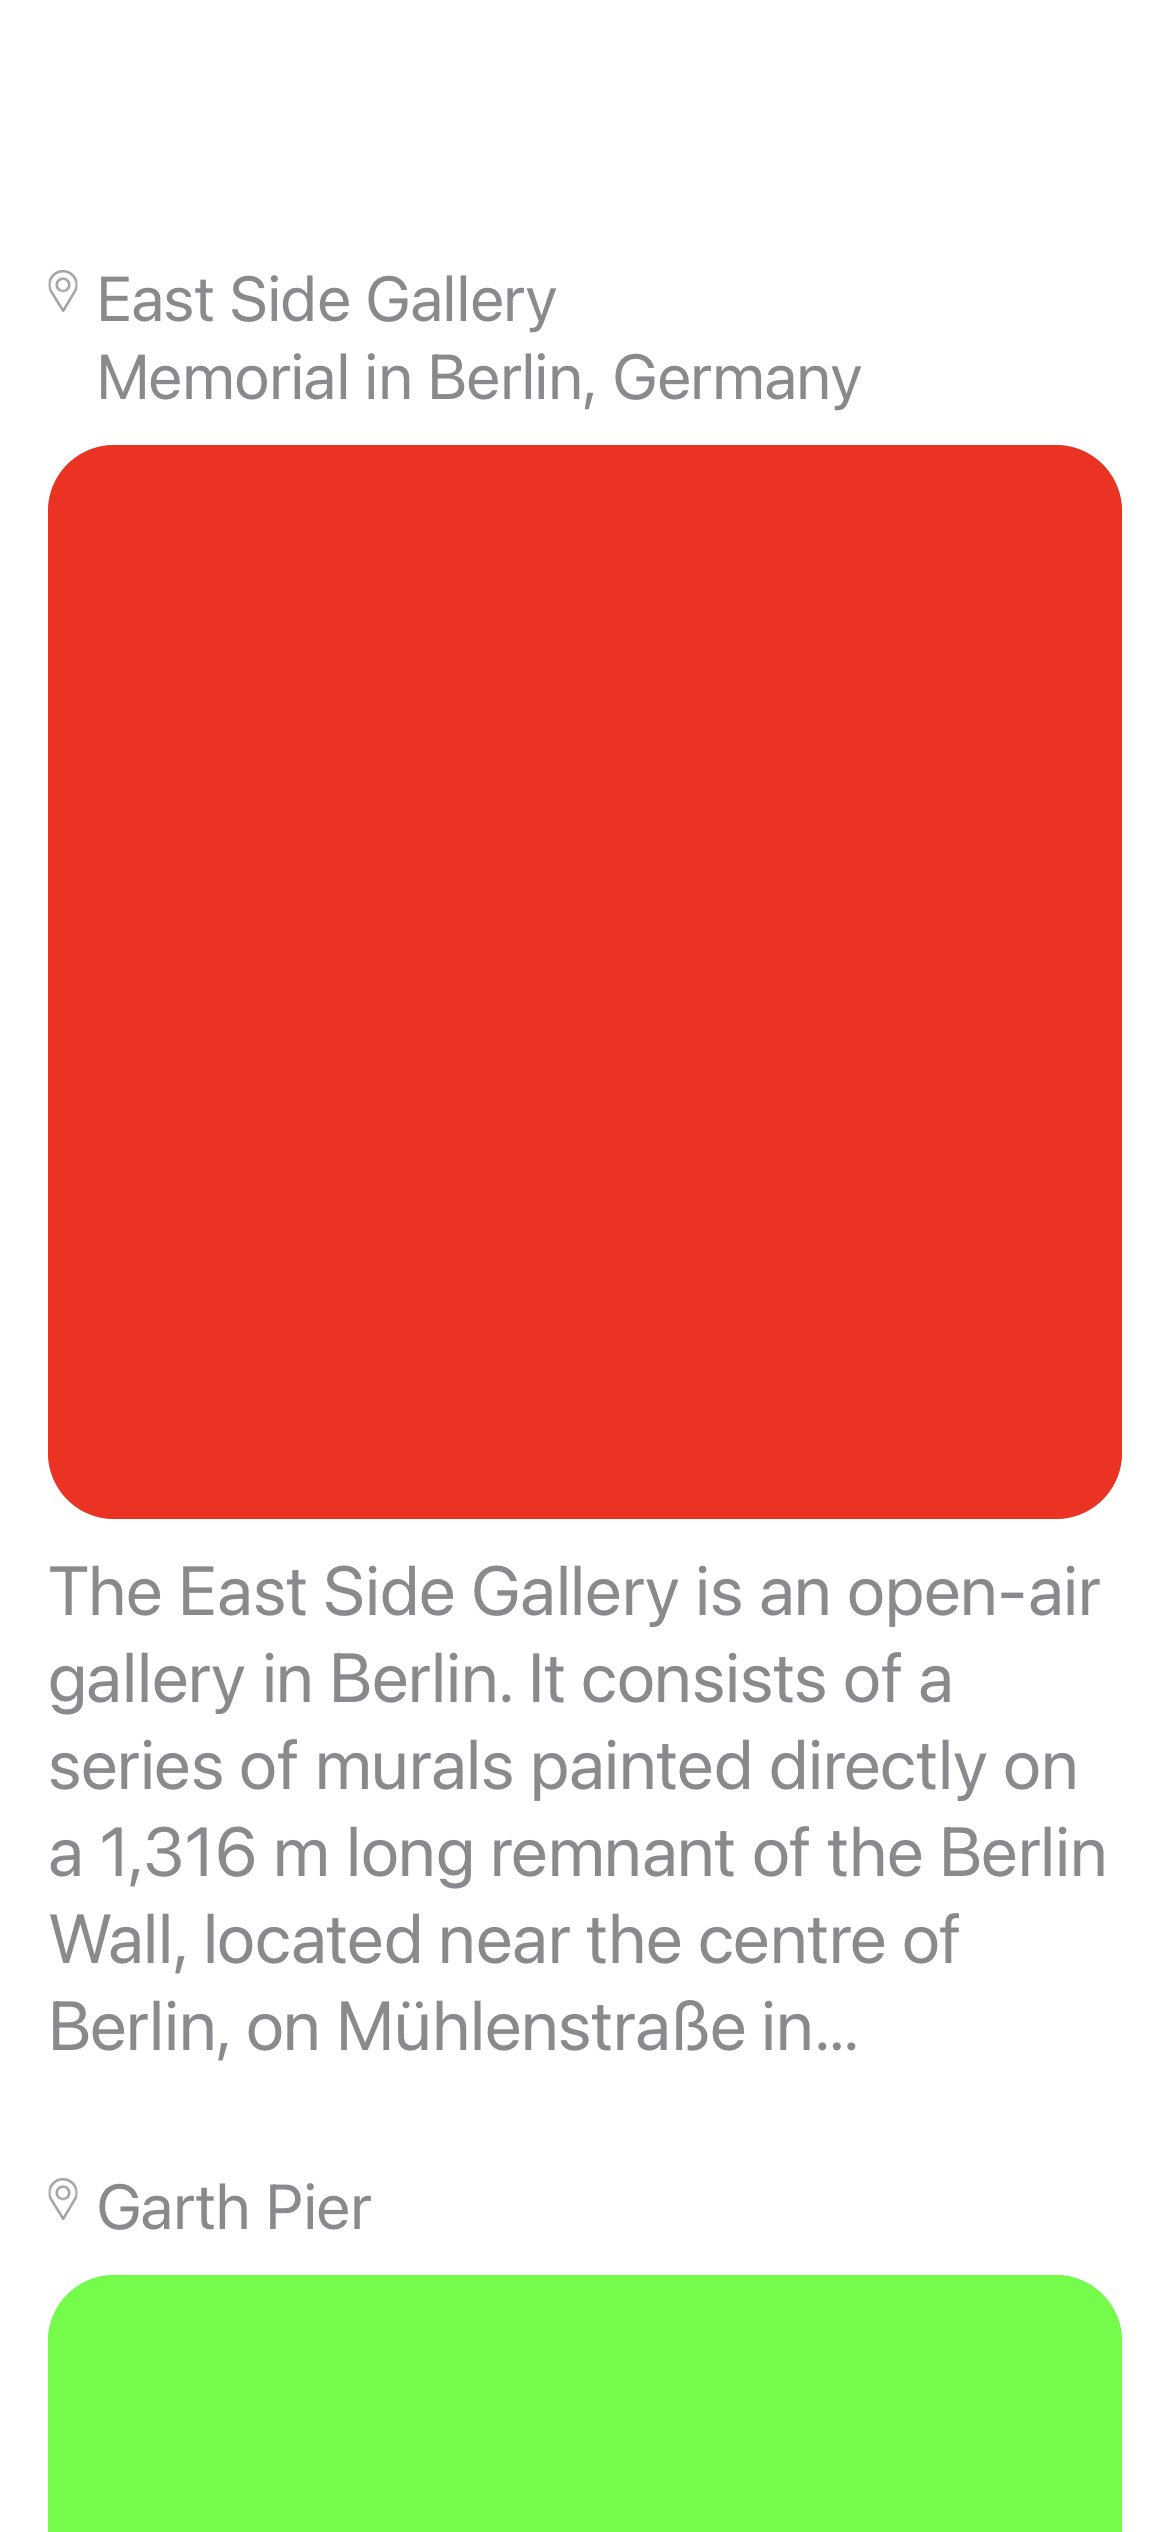 East Side Gallery
Memorial in Berlin, Germany
The East Side Gallery is an open-air
gallery in Berlin. It consists of a
series of murals painted directly on
a 1,316 m long remnant of the Berlin
Wall, located near the centre of
Berlin, on Mühlenstraße in...
Garth Pier